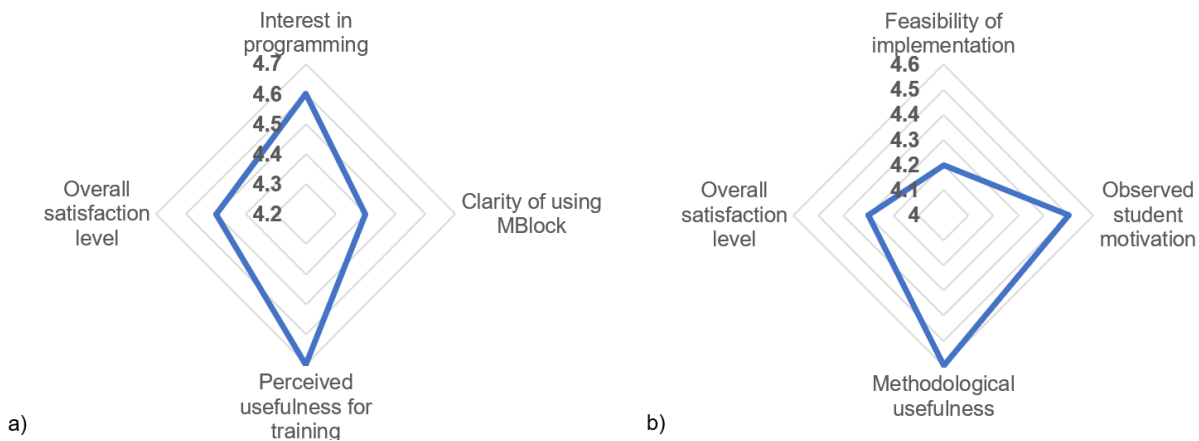 Interest in
programming
4.7
4.6
4.5
4.4
4.3
4.2
Overall
satisfaction
level
Clarity of using
MBlock
Perceived
usefulness for
training
a)
Feasibility of
implementation
4.6
4.5
4.4
4.3
4.2
4.1
4
Overall
satisfaction
level
Observed
student
motivation
Methodological
usefulness
b)